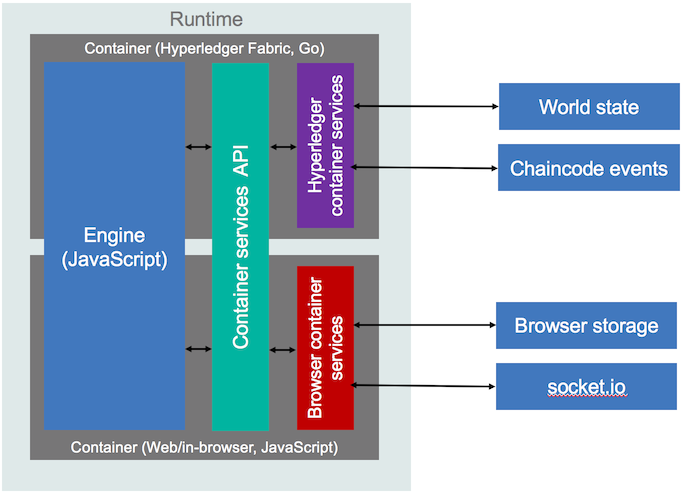 Runtime
Container (Hyperledger Fabric, Go)
Engine
(JavaScript)
Container services  API
Hyperledger
container services
World state
Chaincode events
Browser container
services
Browser storage
socket.io
Container (Web/in-browser, JavaScript)